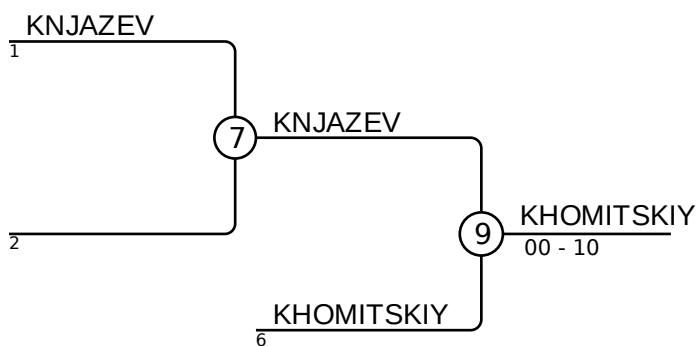 KNJAZEV
1
7
KNJAZEV
2
9
KHOMITSKIY
00 - 10
KHOMITSKIY
6